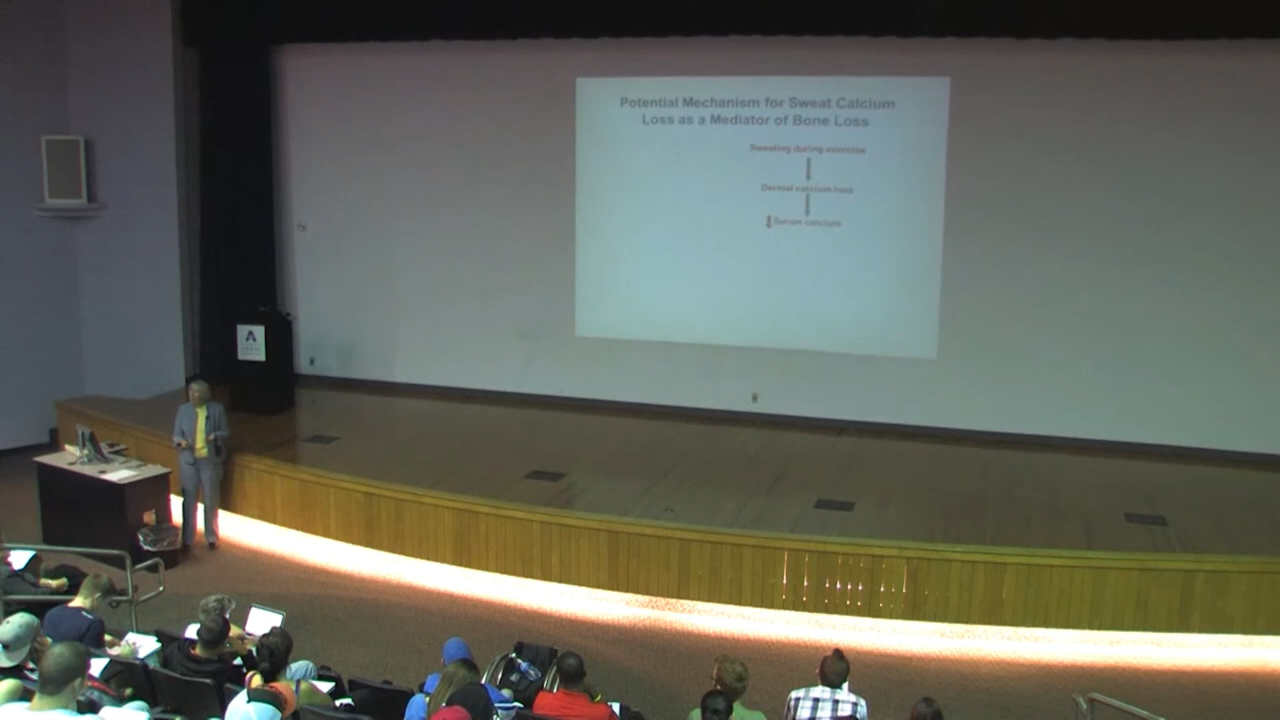 Potential Mechanism for Sweat Calcium
Loss as a Mediator of Bone Loss
Sweating during exercise
Dermal calcium loss
Serum calcium